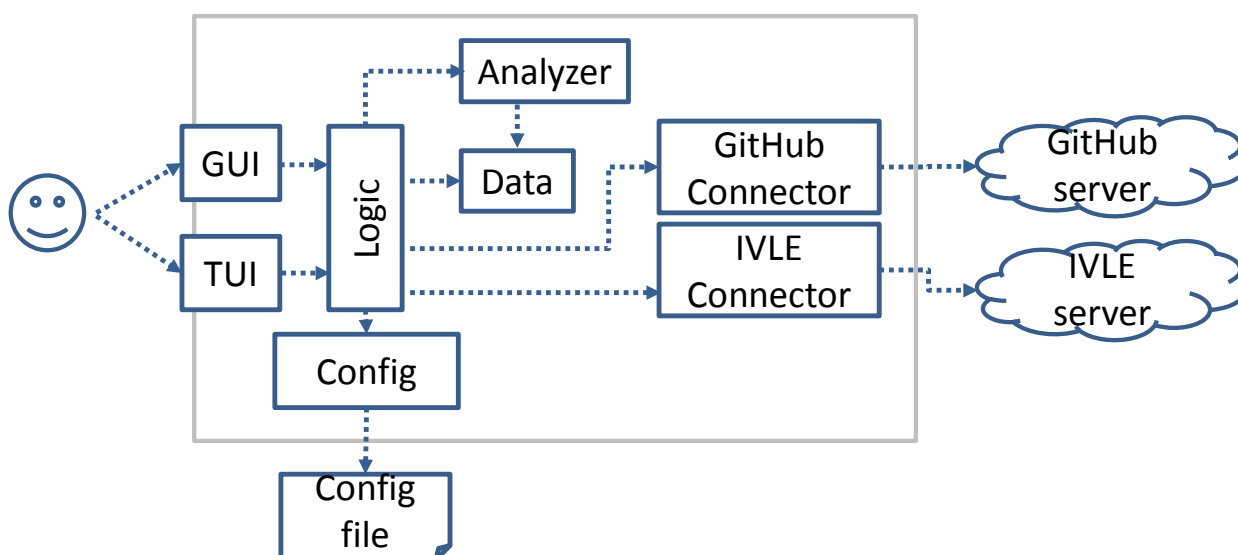 Analyzer
GUI
Logic
Data
GitHub
Connector
GitHub
server
TUI
IVLE
Connector
IVLE
server
Config
Config
file